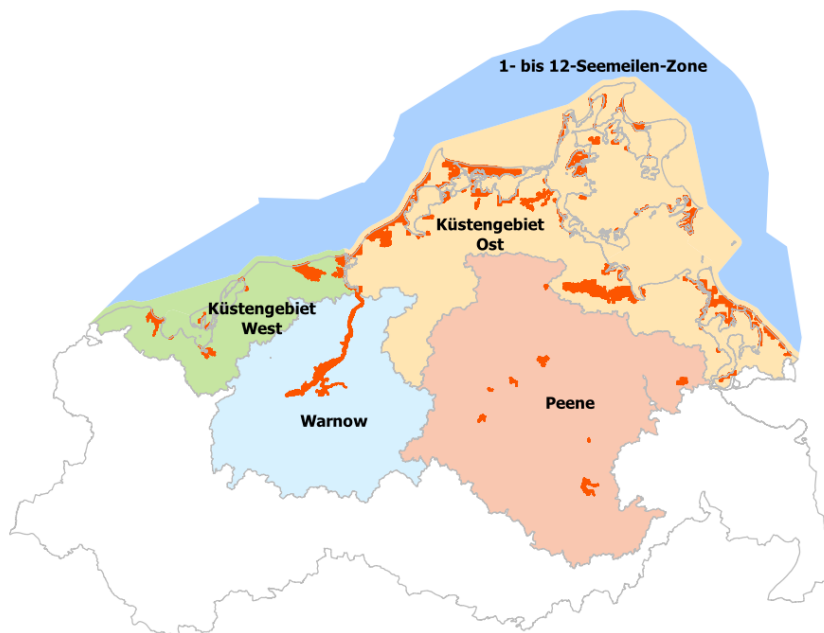 1- bis 12-Seemeilen-Zone
Küstengebiet
Ost
Küstengebiet
West
Warnow
Peene